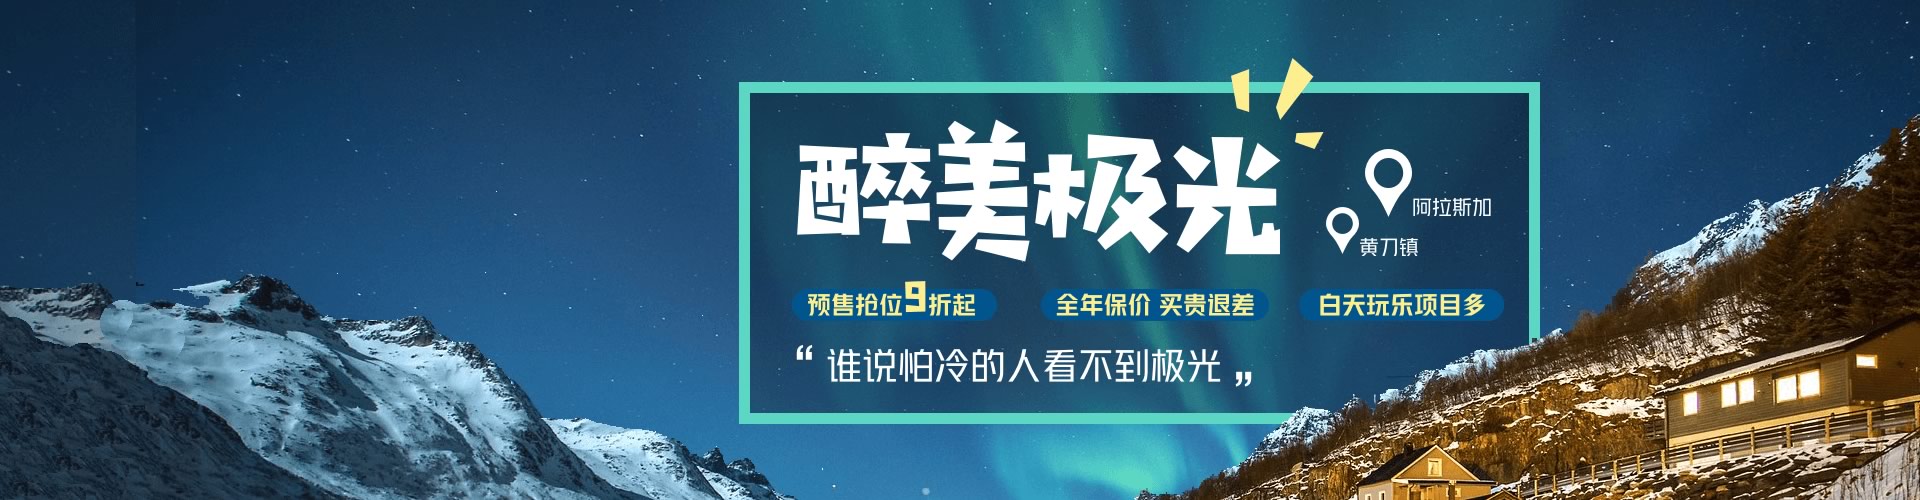 醉美极光
阿拉斯加
黄刀镇
预售抢位9折起
全年保价 买贵退差
白天玩乐项目多
“谁说怕冷的人看不到极光„